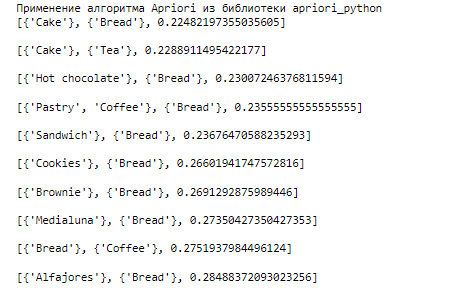 Применение алгоритма Apriori из библиотеки apriori_python
[{'Cake'}, {'Bread'}, 0.22482197355035605]
[{'Cake'}, {'Tea'}, 0.2288911495422177]
[{'Hot chocolate'}, {'Bread'}, 0.23007246376811594]
[{'Pastry', 'Coffee'}, {'Bread'}, 0.23555555555555555]
[{'Sandwich'}, {'Bread'}, 0.23676470588235293]
[{'Cookies'}, {'Bread'}, 0.26601941747572816]
[{'Brownie'}, {'Bread'}, 0.2691292875989446]
[{'Medialuna'}, {'Bread'}, 0.27350427350427353]
[{'Bread'}, {'Coffee'}, 0.2751937984496124]
[{'Alfajores'}, {'Bread'}, 0.28488372093023256]